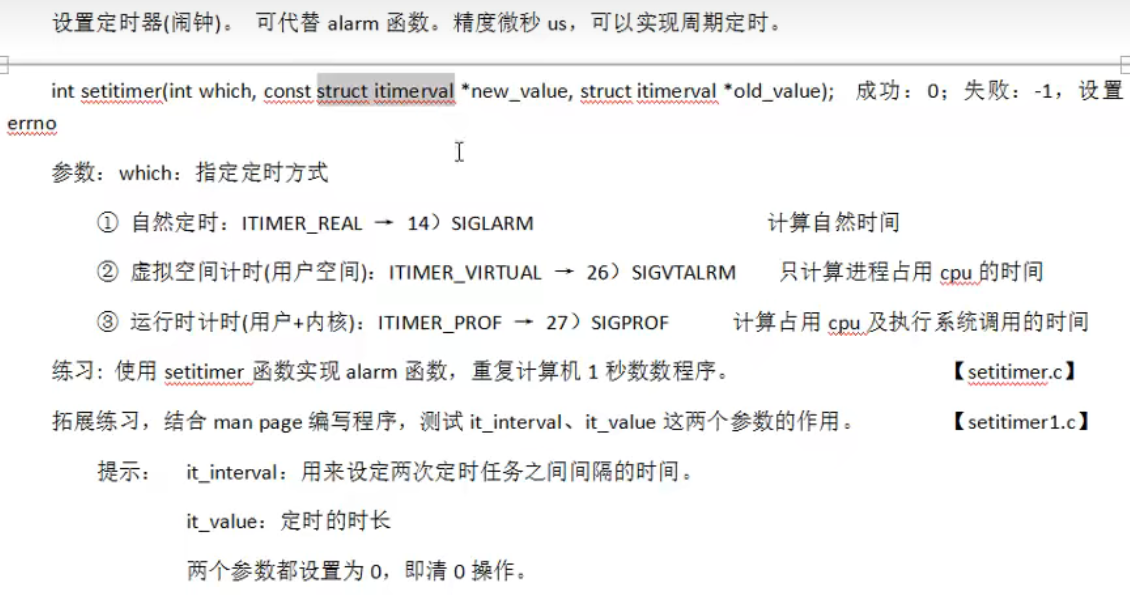 设置定时器(闹钟)。 可代替 alarm 函数。精度微秒 us，可以实现周期定时。
int setitimer(int which, const struct itimerval *new_value, struct itimerval *old_value); 成功：0；失败：-1，设置
errno
参数：which：指定定时方式
① 自然定时：ITIMER_REAL → 14）SIGLARM 计算自然时间
② 虚拟空间计时(用户空间)：ITIMER_VIRTUAL → 26）SIGVTALRM 只计算进程占用 cpu 的时间
③ 运行时计时(用户+内核)：ITIMER_PROF → 27）SIGPROF 计算占用 cpu 及执行系统调用的时间
练习: 使用 setitimer 函数实现 alarm 函数，重复计算机 1 秒数数程序。 【setitimer.c】
拓展练习，结合 man page 编写程序，测试 it_interval、it_value 这两个参数的作用。 【setitimer1.c】
提示： it_interval：用来设定两次定时任务之间间隔的时间。
it_value：定时的时长
两个参数都设置为 0，即清 0 操作。